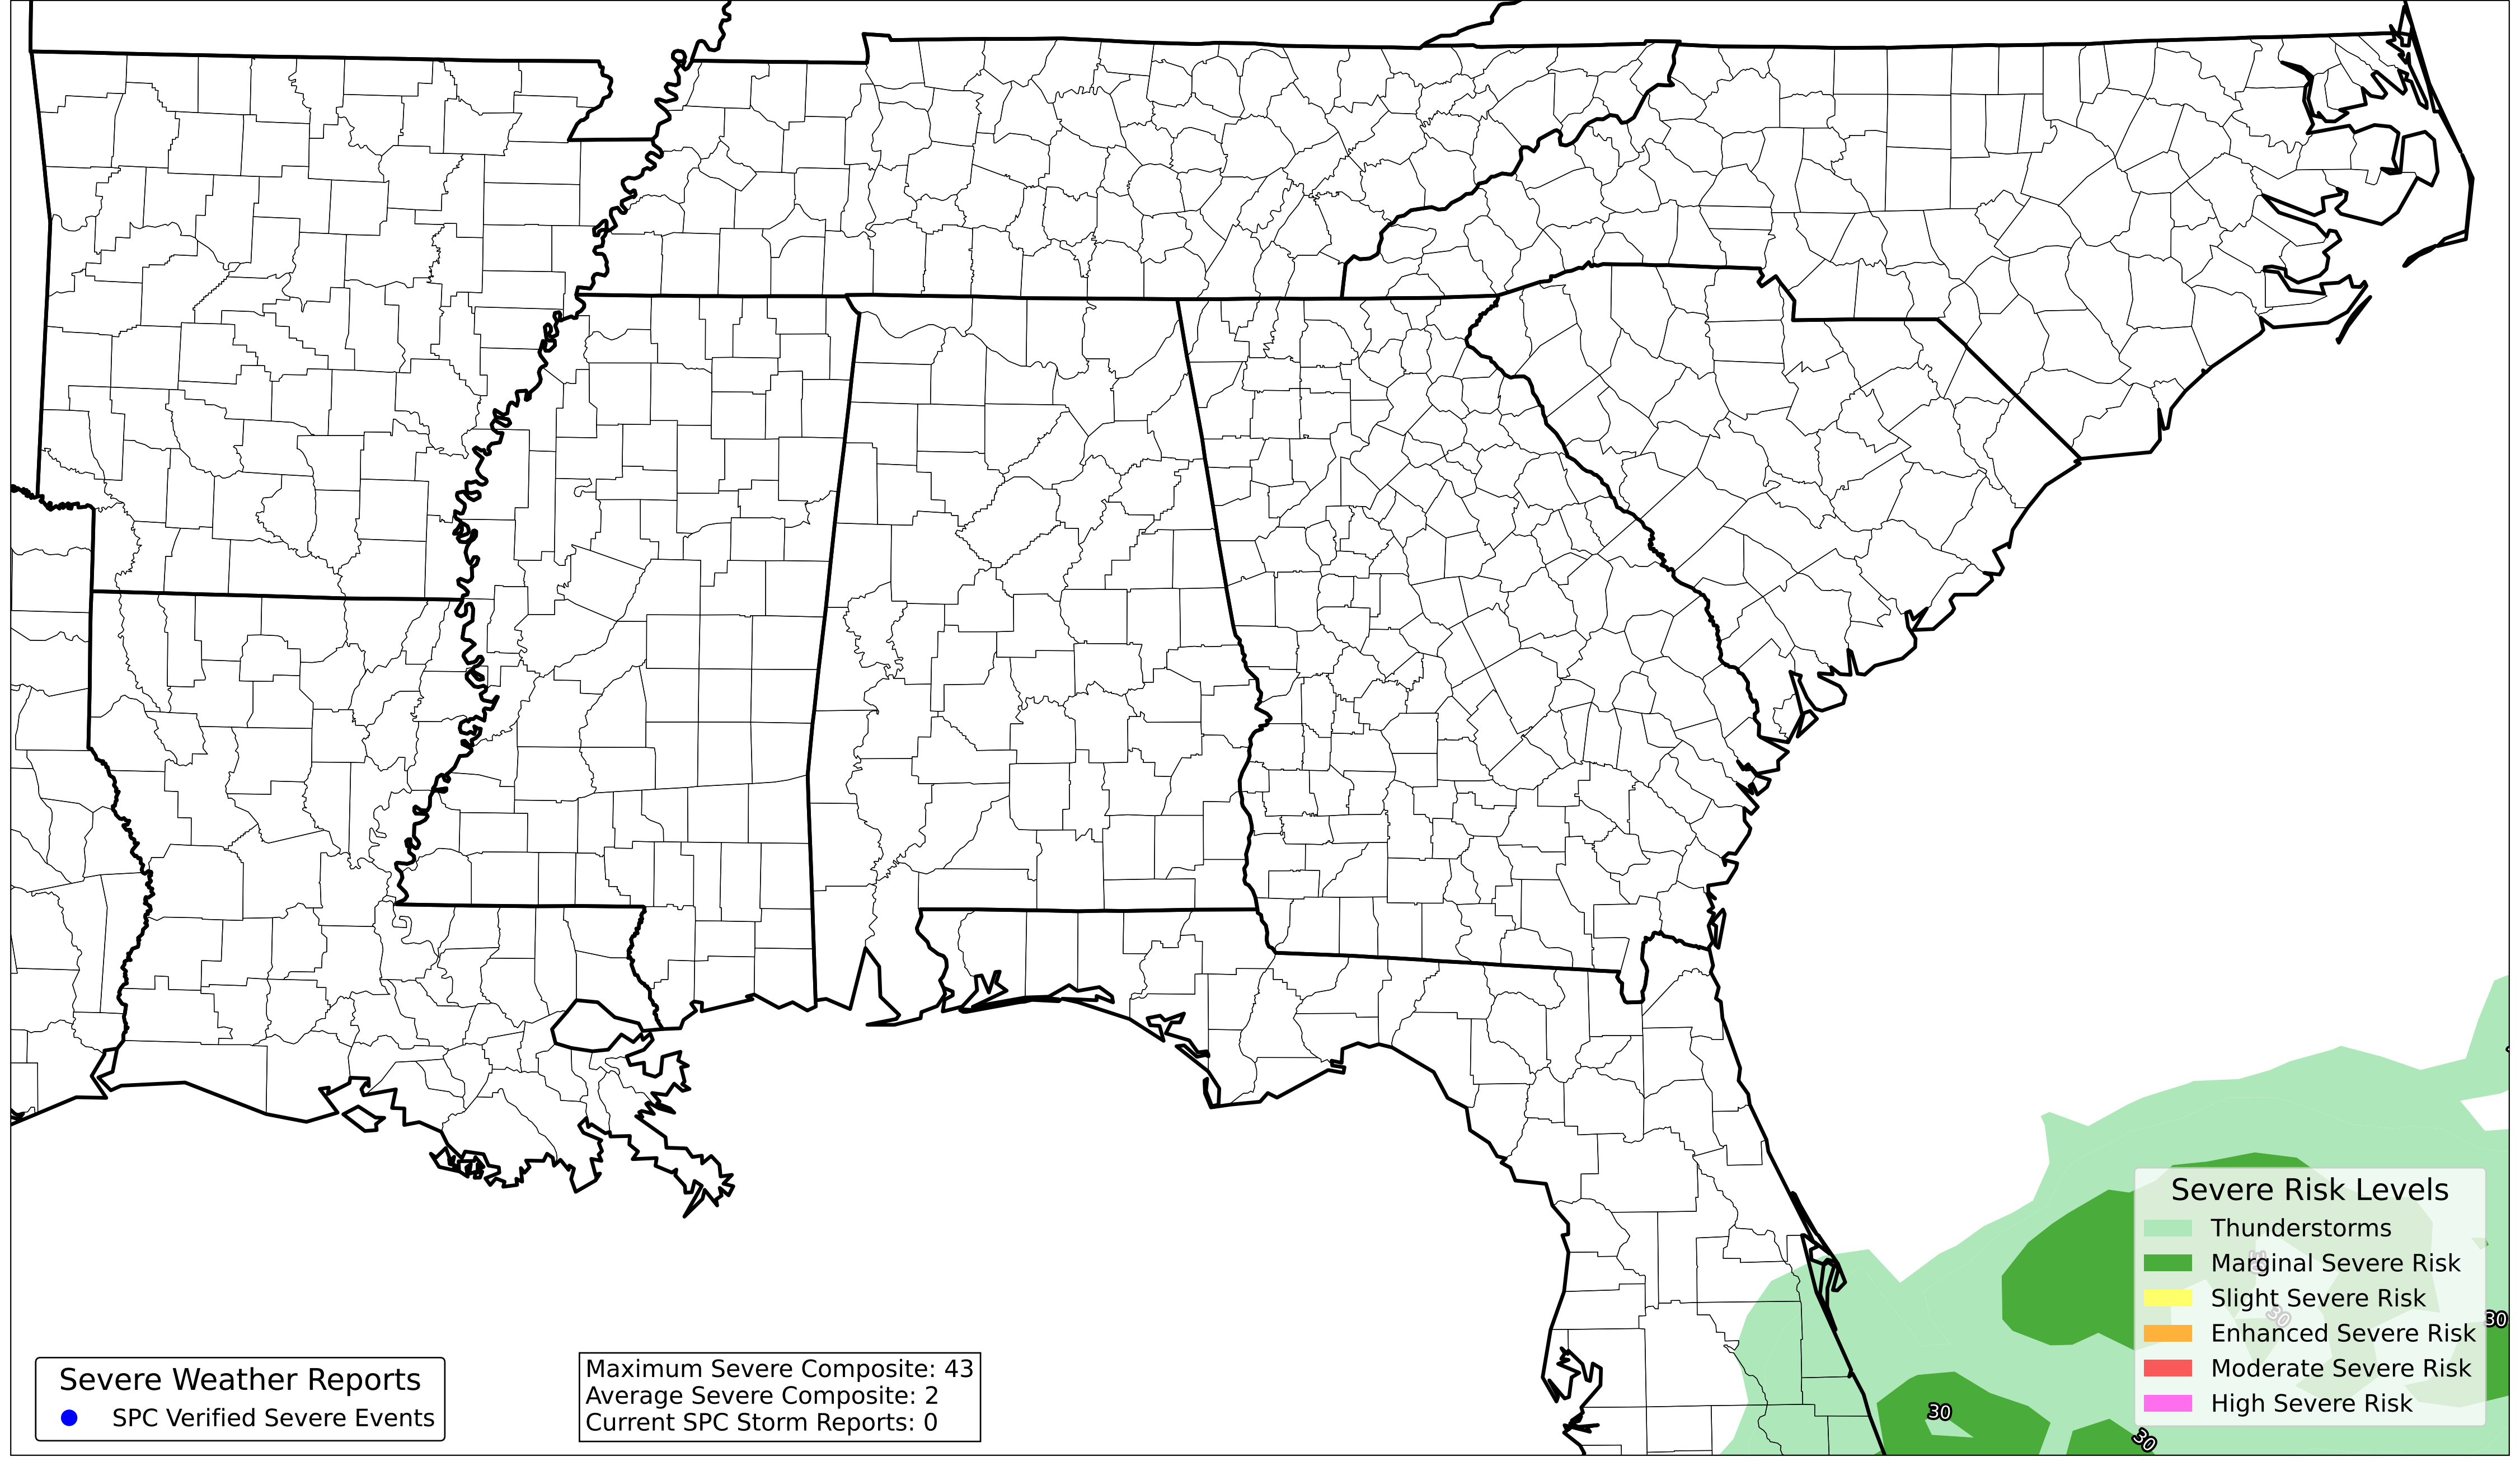 Severe Risk Levels
Thunderstorms
Marginal Severe Risk
Slight Severe Risk
Enhanced Severe Risk
Moderate Severe Risk
High Severe Risk
30
30
30
30
Severe Weather Reports
SPC Verified Severe Events
Maximum Severe Composite: 43
Average Severe Composite: 2
Current SPC Storm Reports: 0